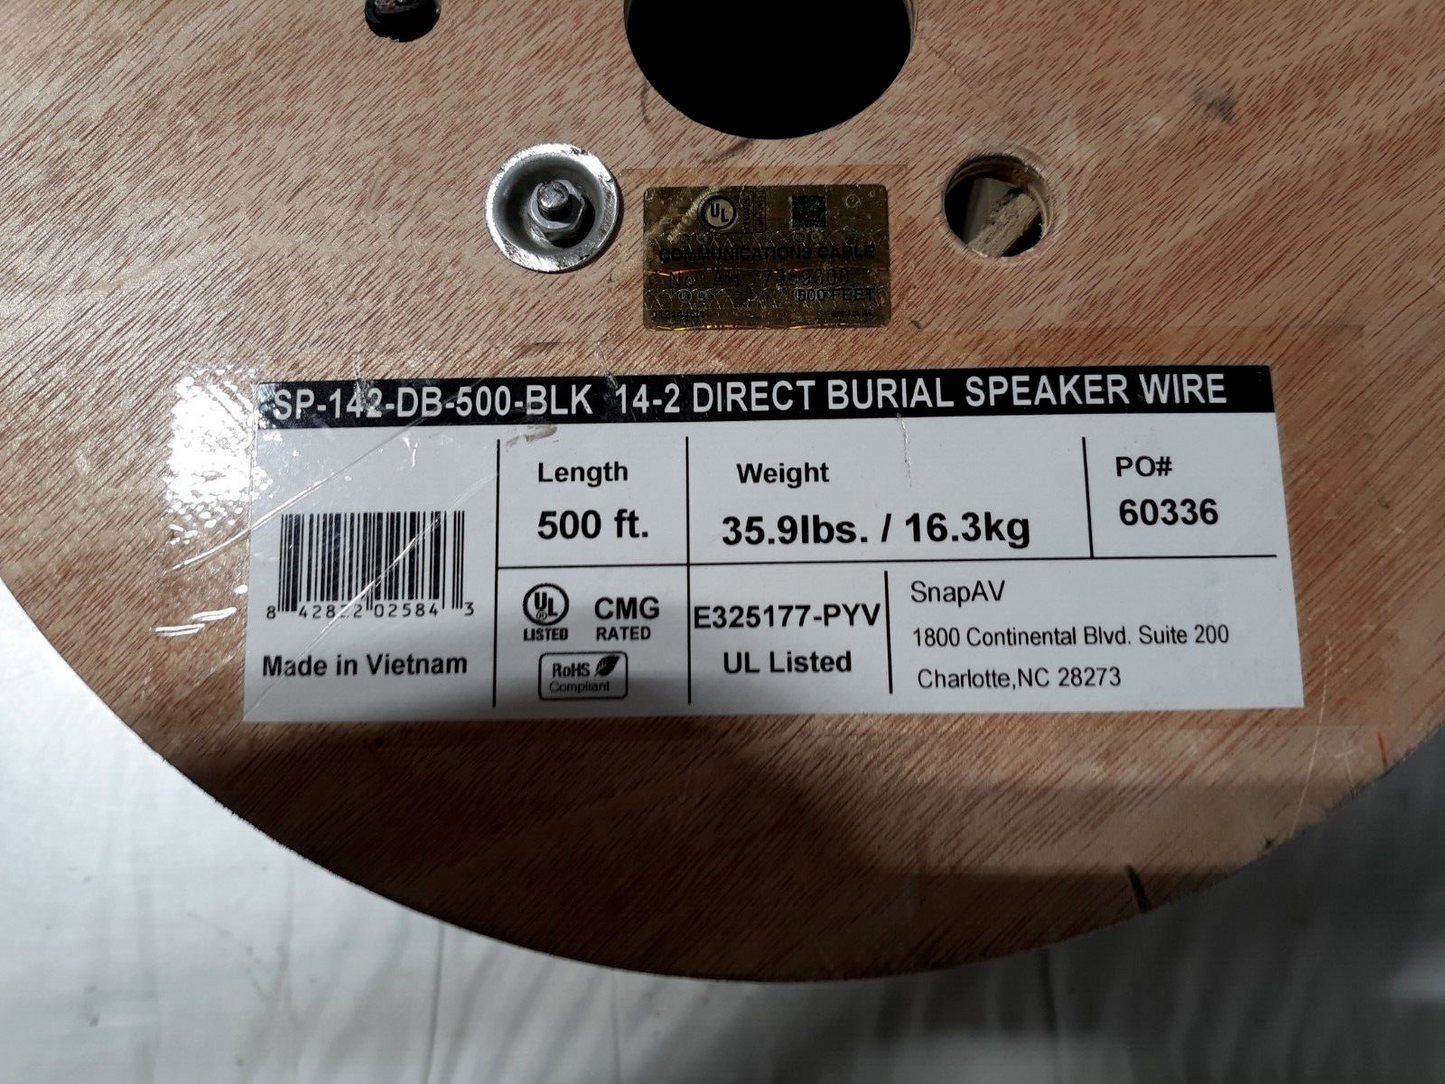 UL
COMMUNICATIONS CABLE
500 FEET
SP-142-DB-500-BLK 14-2 DIRECT BURIAL SPEAKER WIRE
Length
500 ft.
Weight
35.9lbs. / 16.3kg
PO#
60336
8 42822 02584 3
Made in Vietnam
UL
LISTED
CMG
RATED
RoHS
Compliant
E325177-PYV
UL Listed
SnapAV
1800 Continental Blvd. Suite 200
Charlotte,NC 28273